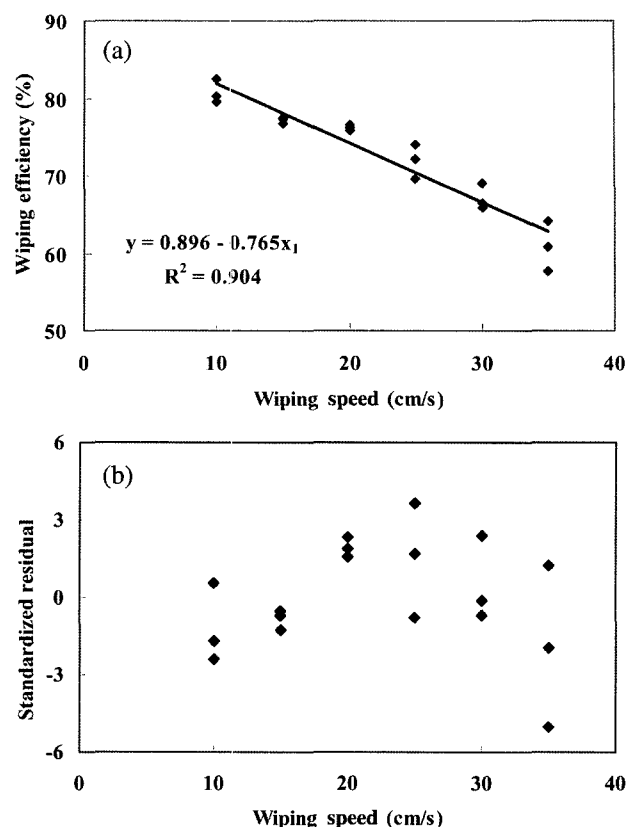 (a)
90
80
70
60
50
Wiping efficiency (%)
y = 0.896 - 0.765x₁
R² = 0.904
0 10 20 30 40
Wiping speed (cm/s)
(b)
6
3
0
-3
-6
Standardized residual
0 10 20 30 40
Wiping speed (cm/s)